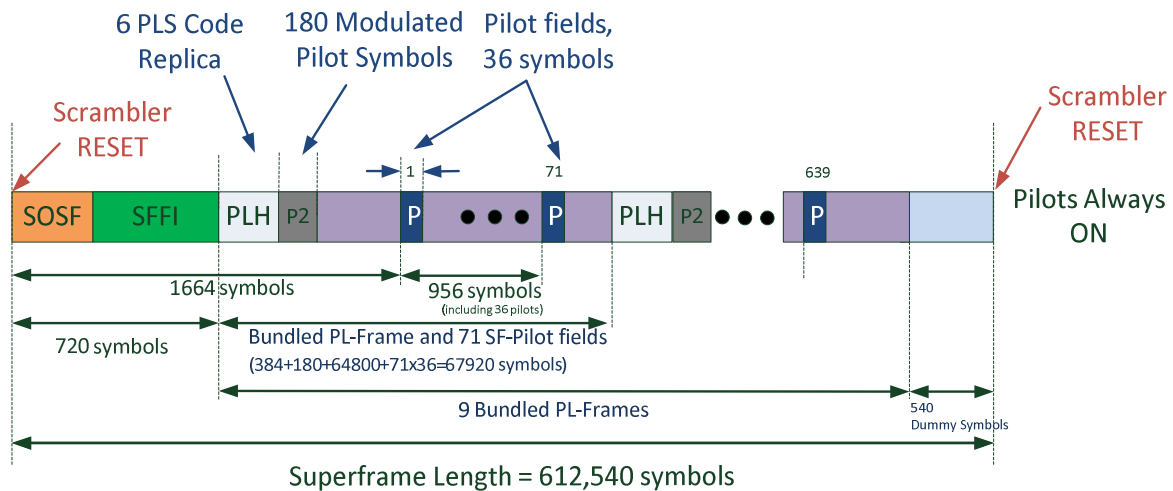 6 PLS Code
Replica
180 Modulated
Pilot Symbols
Pilot fields,
36 symbols
Scrambler
RESET
Scrambler
RESET
1
71
639
SOSF
SFFI
PLH
P2
P
P
PLH
P2
P
Pilots Always
ON
1664 symbols
956 symbols
(including 36 pilots)
720 symbols
Bundled PL-Frame and 71 SF-Pilot fields
(384+180+64800+71x36=67920 symbols)
9 Bundled PL-Frames
540
Dummy Symbols
Superframe Length = 612,540 symbols